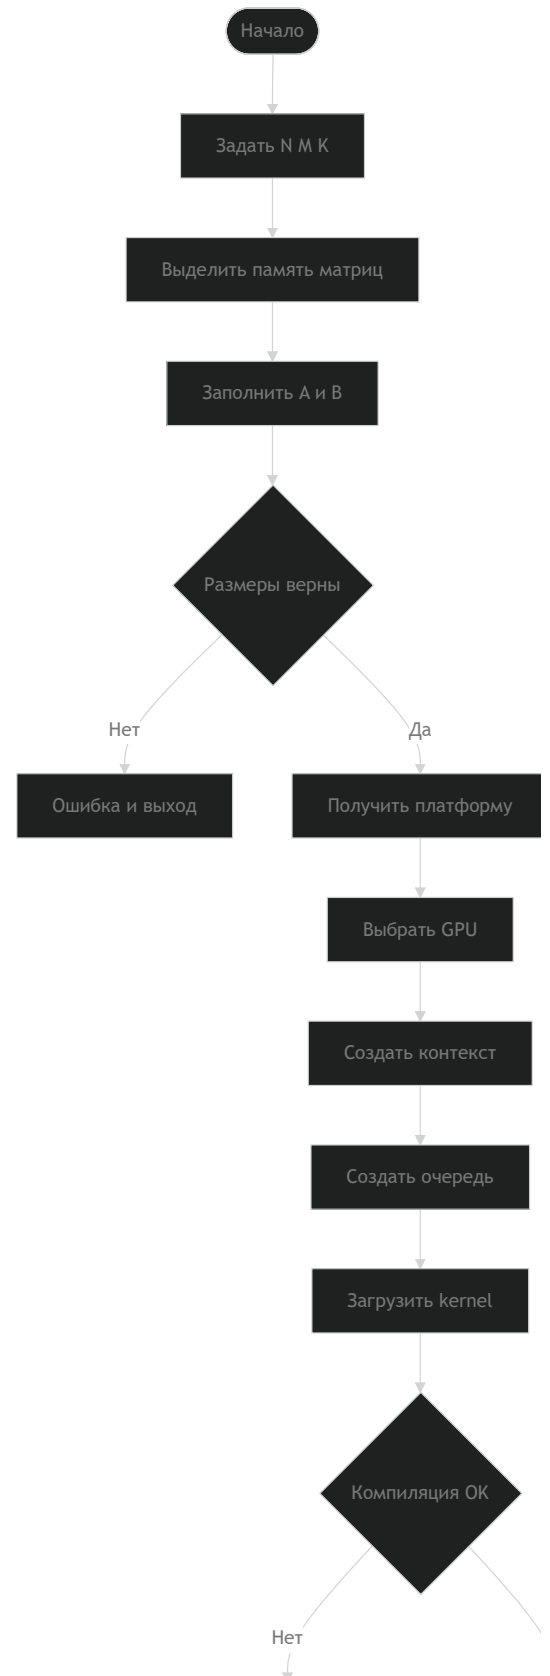 Начало
Задать N M K
Выделить память матриц
Заполнить A и B
Размеры верны
Нет
Да
Ошибка и выход
Получить платформу
Выбрать GPU
Создать контекст
Создать очередь
Загрузить kernel
Компиляция OK
Нет